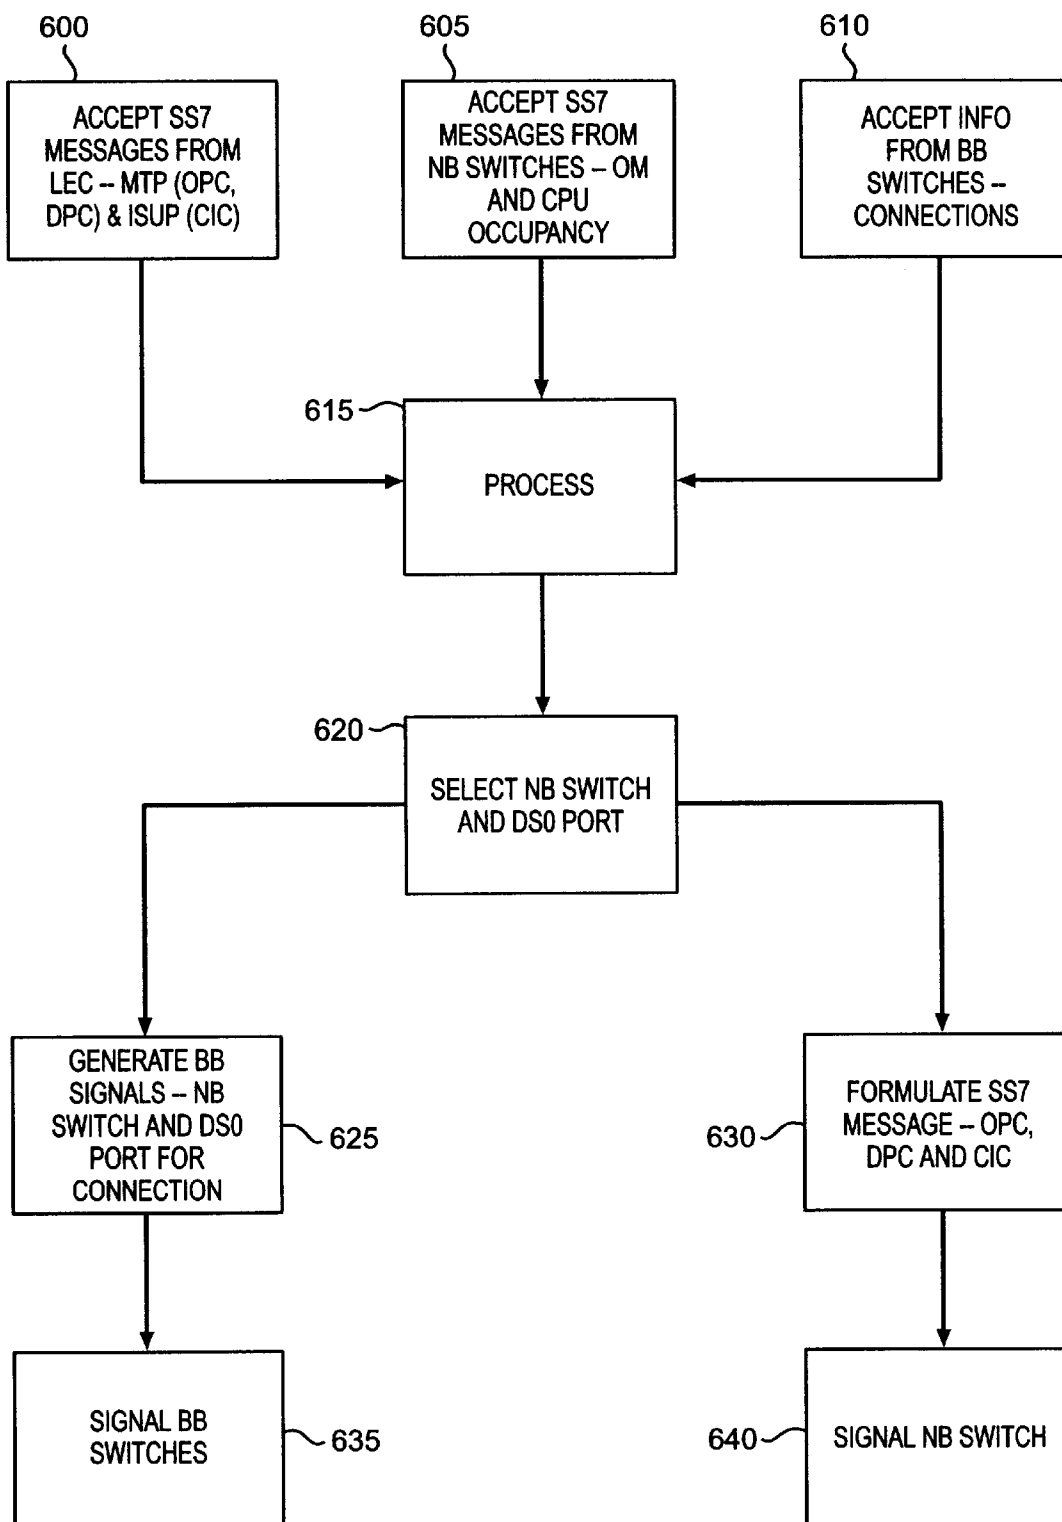 600
605
610
ACCEPT SS7
MESSAGES FROM
LEC – MTP (OPC,
DPC) & ISUP (CIC)
ACCEPT SS7
MESSAGES FROM
NB SWITCHES – OM
AND CPU
OCCUPANCY
ACCEPT INFO
FROM BB
SWITCHES –
CONNECTIONS
615
PROCESS
620
SELECT NB SWITCH
AND DS0 PORT
GENERATE BB
SIGNALS – NB
SWITCH AND DS0
PORT FOR
CONNECTION
625
630
FORMULATE SS7
MESSAGE – OPC,
DPC AND CIC
SIGNAL BB
SWITCHES
635
640
SIGNAL NB SWITCH